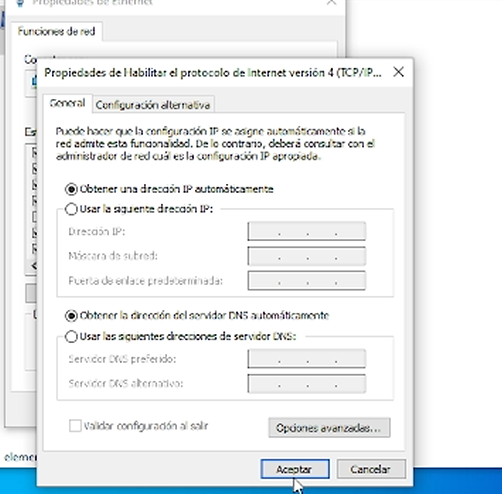 Propiedades de Ethernet
Funciones de red
Propiedades de Habilitar el protocolo de Internet versión 4 (TCP/IP...
General
Configuración alternativa
Puede hacer que la configuración IP se asigne automáticamente si la
red admite esta funcionalidad. De lo contrario, deberá consultar con el
administrador de red cuál es la configuración IP apropiada.
Obtener una dirección IP automáticamente
Usar la siguiente dirección IP:
Dirección IP:
Máscara de subred:
Puerta de enlace predeterminada:
Obtener la dirección del servidor DNS automáticamente
Usar las siguientes direcciones de servidor DNS:
Servidor DNS preferido:
Servidor DNS alternativo:
Validar configuración al salir
Opciones avanzadas...
Aceptar
Cancelar